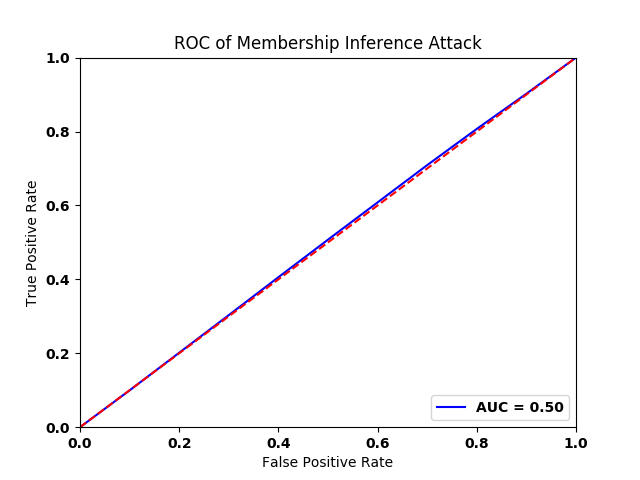 ROC of Membership Inference Attack
1.0
0.8
0.6
0.4
0.2
0.0
True Positive Rate
AUC = 0.50
0.0 0.2 0.4 0.6 0.8 1.0
False Positive Rate